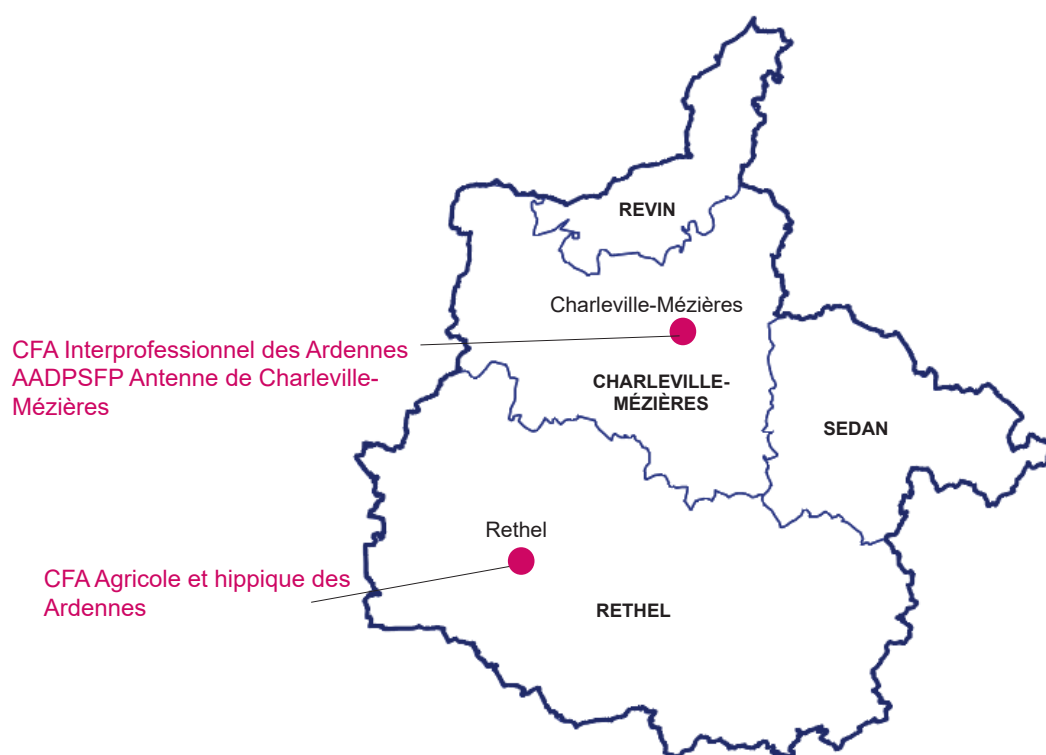 REVIN
Charleville-Mézières
CFA Interprofessionnel des Ardennes
AADPSFP Antenne de Charleville-
Mézières
CHARLEVILLE-
MÉZIÈRES
SEDAN
Rethel
CFA Agricole et hippique des
Ardennes
RETHEL